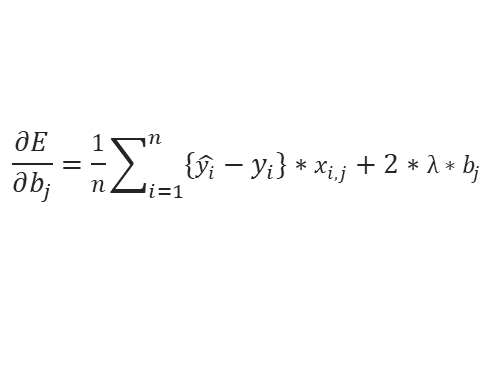 ∂E/∂b_j = 1/n ∑_{i=1}^{n} {ŷ_i − y_i} * x_{i,j} + 2 * λ * b_j